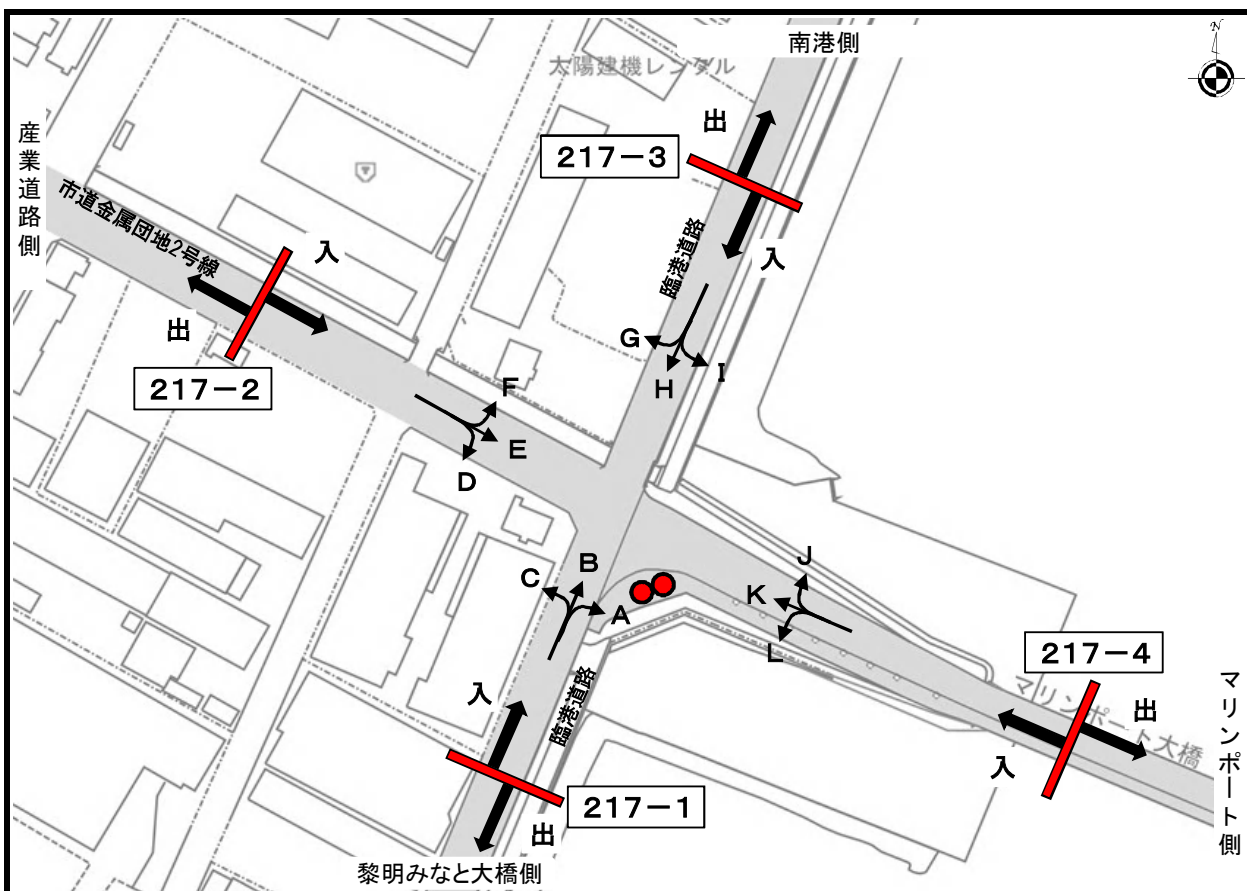 南港側
N
太陽建機レンタル
産業道路側
出
217-3
市道金属団地2号線
入
臨港道路
入
出
217-2
G
H
I
F
E
D
J
C
B
K
A
L
217-4
マリンポート側
入
臨港道路
マリンポート大橋
出
入
217-1
出
黎明みなと大橋側